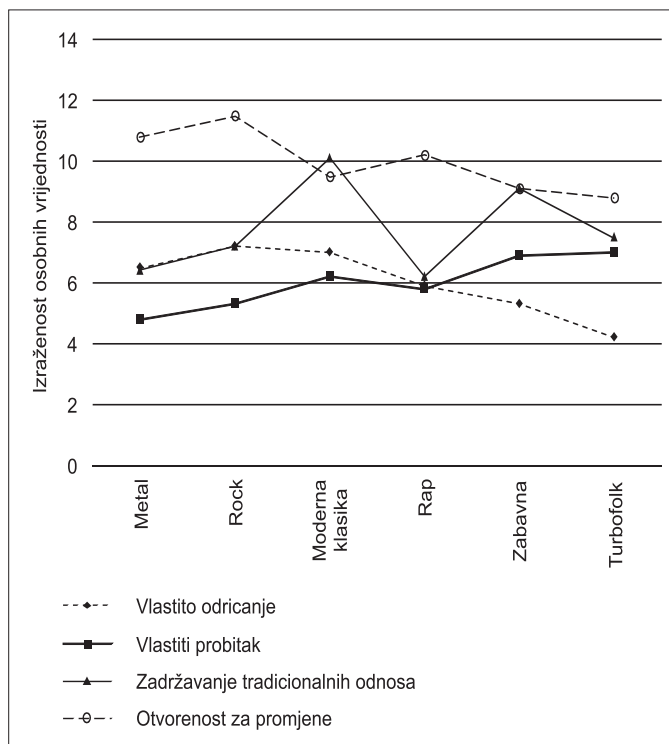 14
12
10
8
6
4
2
0
Izraženost osobnih vrijednosti
Metal
Rock
Moderna
klasika
Rap
Zabavna
Turbofolk
Vlastito odricanje
Vlastiti probitak
Zadržavanje tradicionalnih odnosa
Otvorenost za promjene